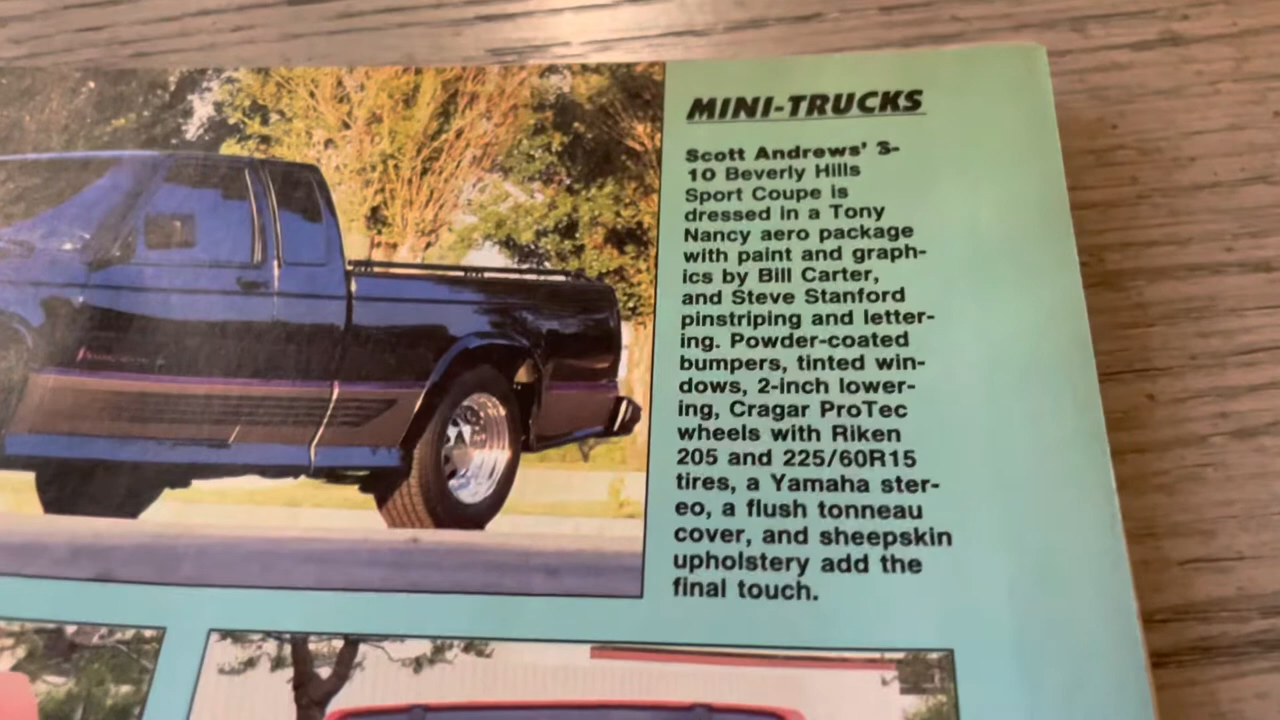 MINI-TRUCKS
Scott Andrews' S-
10 Beverly Hills
Sport Coupe is
dressed in a Tony
Nancy aero package
with paint and graph-
ics by Bill Carter,
and Steve Stanford
pinstriping and letter-
ing. Powder-coated
bumpers, tinted win-
dows, 2-inch lower-
ing, Cragar ProTec
wheels with Riken
205 and 225/60R15
tires, a Yamaha ster-
eo, a flush tonneau
cover, and sheepskin
upholstery add the
final touch.